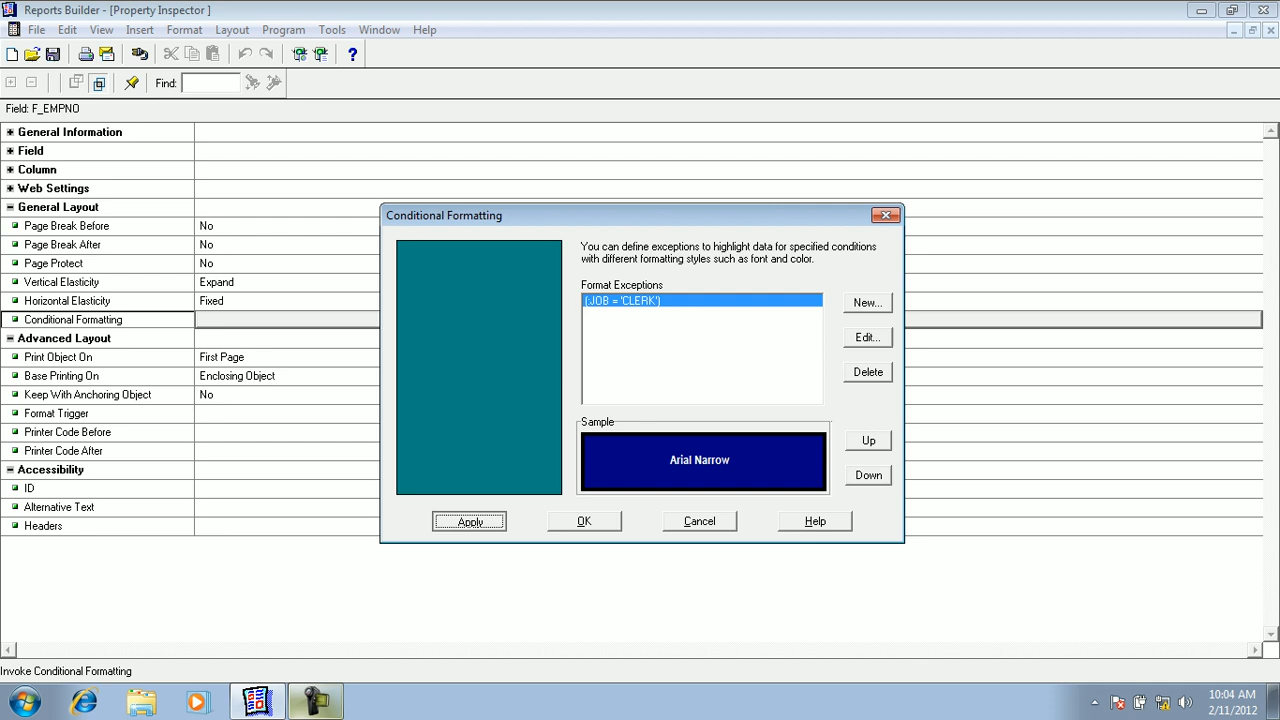 Reports Builder - [Property Inspector ]
File Edit View Insert Format Layout Program Tools Window Help
Find:
Field: F_EMPNO
General Information
Field
Column
Web Settings
General Layout
Page Break Before No
Page Break After No
Page Protect No
Vertical Elasticity Expand
Horizontal Elasticity Fixed
Conditional Formatting
Advanced Layout
Print Object On First Page
Base Printing On Enclosing Object
Keep With Anchoring Object No
Format Trigger
Printer Code Before
Printer Code After
Accessibility
ID
Alternative Text
Headers
Conditional Formatting
You can define exceptions to highlight data for specified conditions
with different formatting styles such as font and color.
Format Exceptions
(:JOB = 'CLERK')
New...
Edit...
Delete
Sample
Arial Narrow
Up
Down
Apply OK Cancel Help
Invoke Conditional Formatting
10:04 AM
2/11/2012